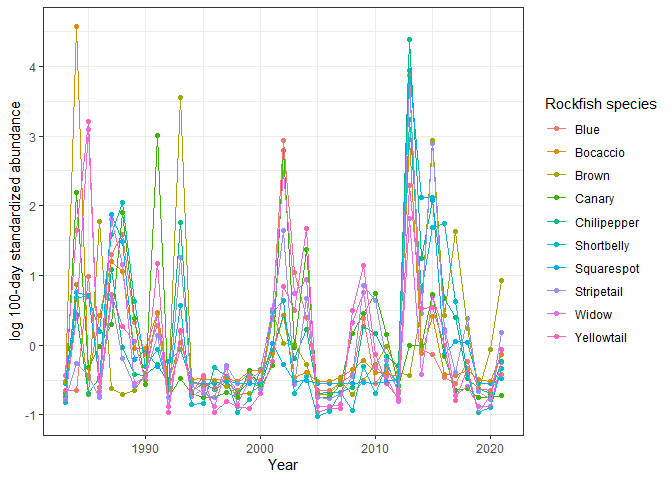 log 100-day standardized abundance
4
3
2
1
0
-1
1990
2000
2010
2020
Year
Rockfish species
Blue
Bocaccio
Brown
Canary
Chilipepper
Shortbelly
Squarespot
Stripetail
Widow
Yellowtail